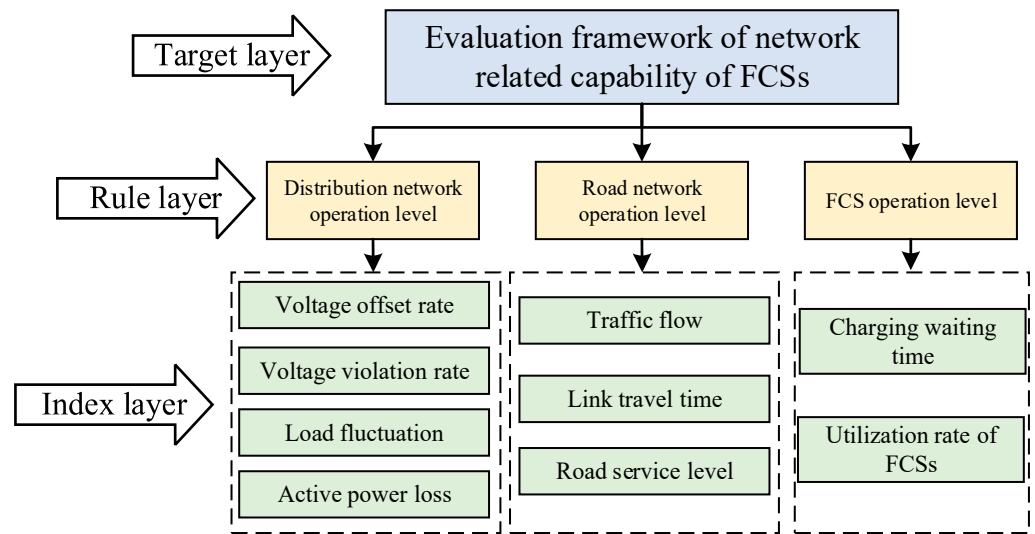 Target layer
Evaluation framework of network
related capability of FCSs
Rule layer
Distribution network
operation level
Road network
operation level
FCS operation level
Index layer
Voltage offset rate
Voltage violation rate
Load fluctuation
Active power loss
Traffic flow
Link travel time
Road service level
Charging waiting
time
Utilization rate of
FCSs